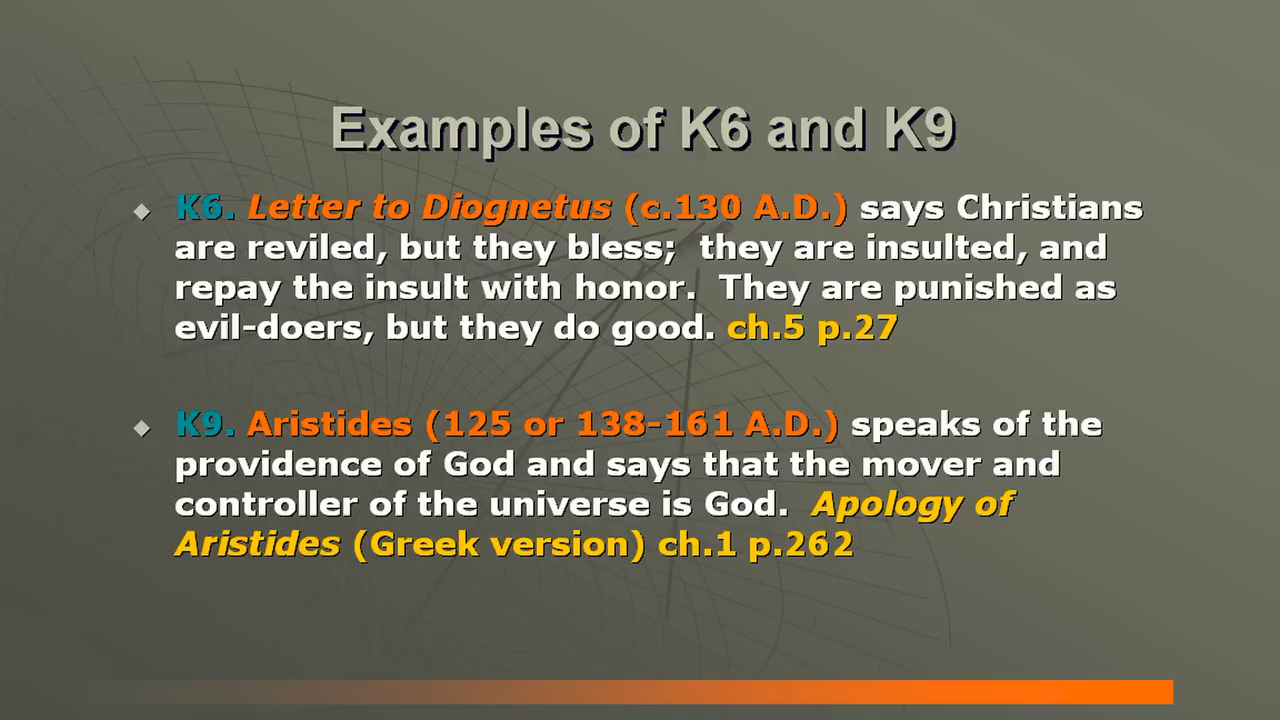 Examples of K6 and K9
K6. Letter to Diognetus (c.130 A.D.) says Christians
are reviled, but they bless;  they are insulted, and
repay the insult with honor.  They are punished as
evil-doers, but they do good. ch.5 p.27
K9. Aristides (125 or 138-161 A.D.) speaks of the
providence of God and says that the mover and
controller of the universe is God.  Apology of
Aristides (Greek version) ch.1 p.262